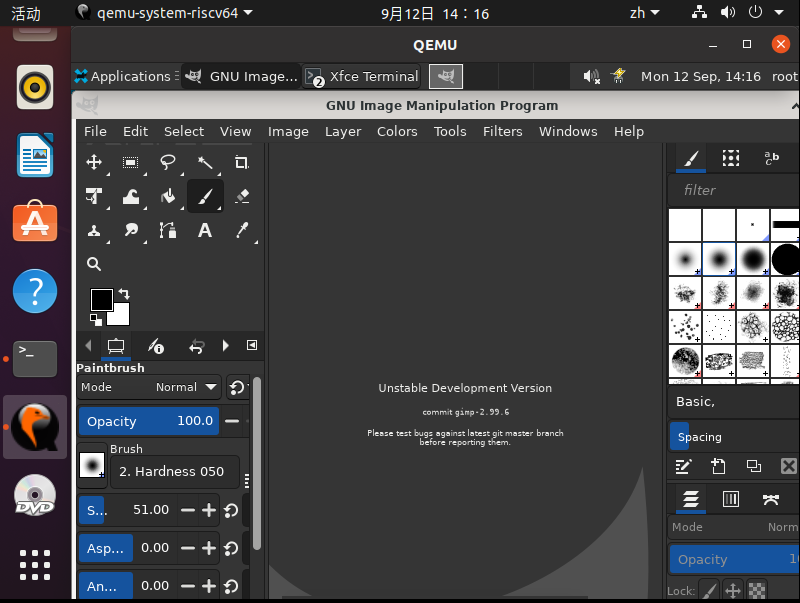 活动 qemu-system-riscv64 9月12日 14：16 zh
QEMU
Applications GNU Image... Xfce Terminal Mon 12 Sep, 14:16 root
GNU Image Manipulation Program
File Edit Select View Image Layer Colors Tools Filters Windows Help
filter
Paintbrush
Mode Normal
Opacity 100.0
Brush
2. Hardness 050
S... 51.00
Asp... 0.00
An... 0.00
Unstable Development Version
commit gimp-2.99.6
Please test bugs against latest git master branch
before reporting them.
Basic,
Spacing
Mode Norm
Opacity 1
Lock:
DVD